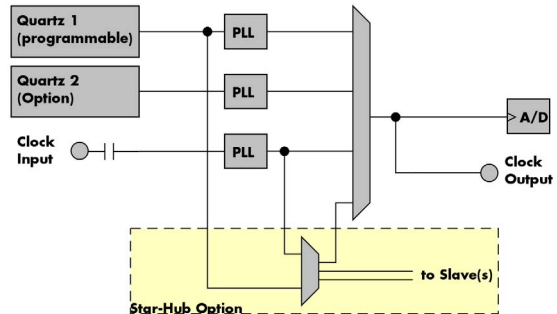 Quartz 1
(programmable)
PLL
Quartz 2
(Option)
PLL
Clock
Input
PLL
A/D
Clock
Output
to Slave(s)
Star-Hub Option